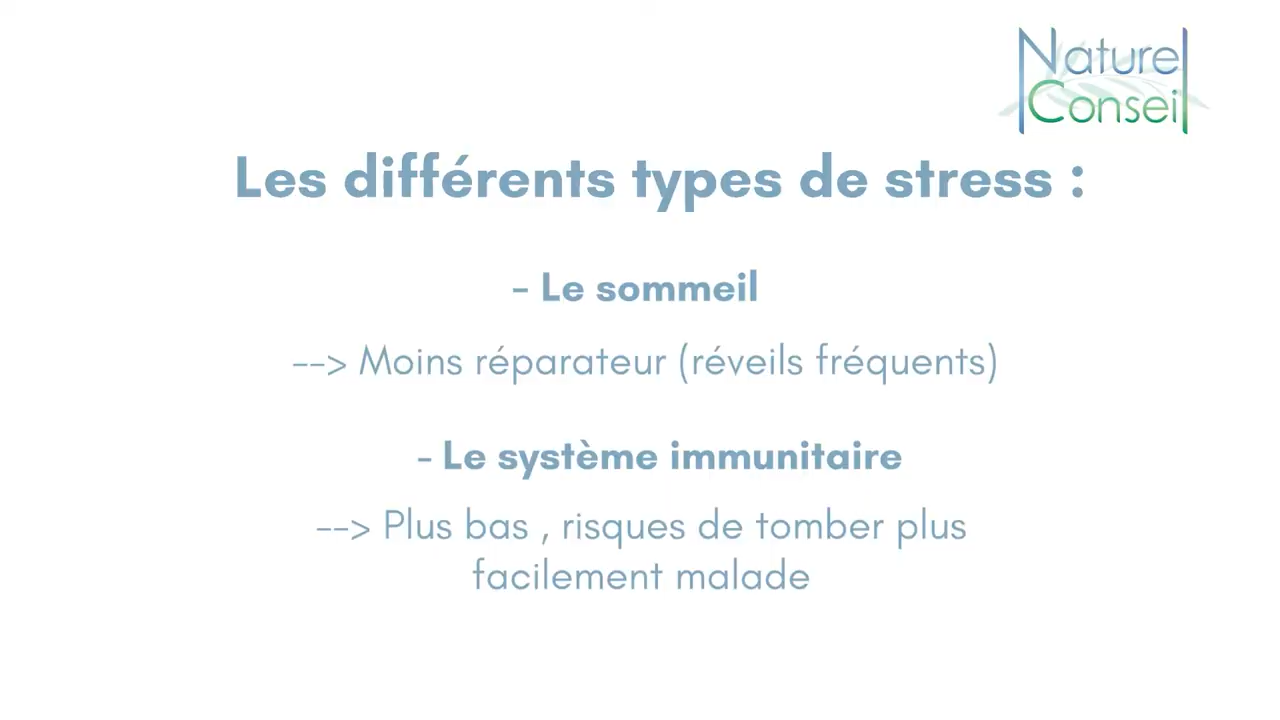 Naturel
Conseil
Les différents types de stress :
- Le sommeil
--> Moins réparateur (réveils fréquents)
- Le système immunitaire
--> Plus bas , risques de tomber plus
facilement malade